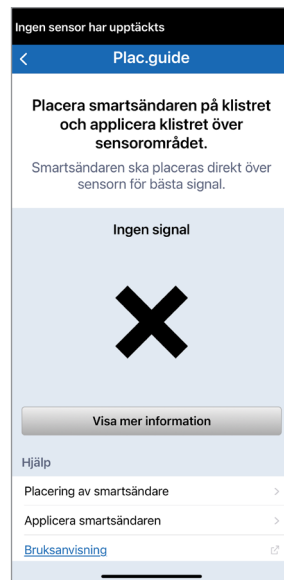 Ingen sensor har upptäckts
Plac.guide
Placera smartsändaren på klistret
och applicera klistret över
sensorområdet.
Smartsändaren ska placeras direkt över
sensorn för bästa signal.
Ingen signal
Visa mer information
Hjälp
Placering av smartsändare
Applicera smartsändaren
Bruksanvisning